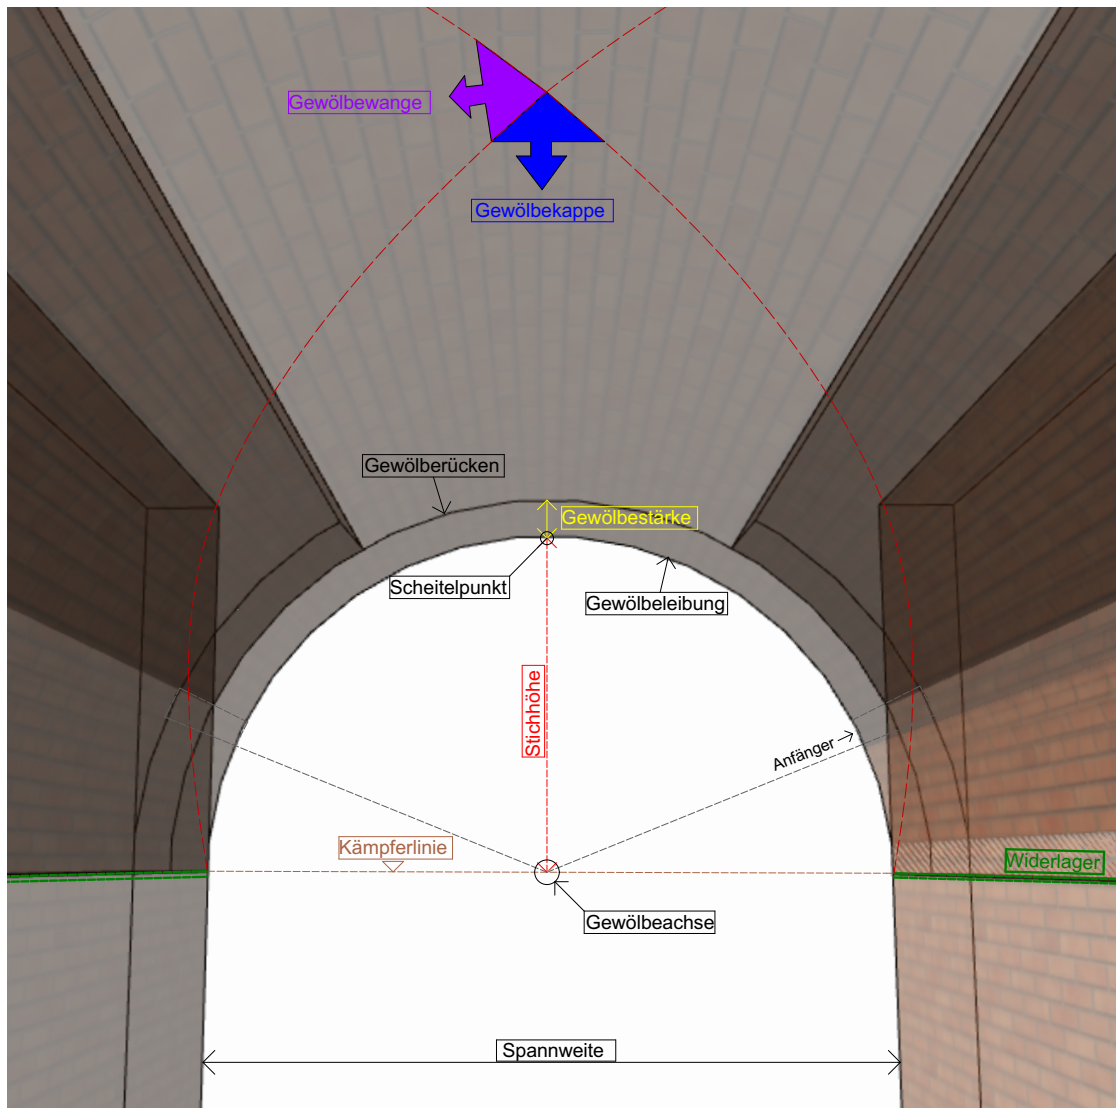 Gewölbewange
Gewölbekappe
Gewölberücken
Gewölbestärke
Scheitelpunkt
Gewölbeleibung
Stichhöhe
Anfänger
Kämpferlinie
Widerlager
Gewölbeachse
Spannweite